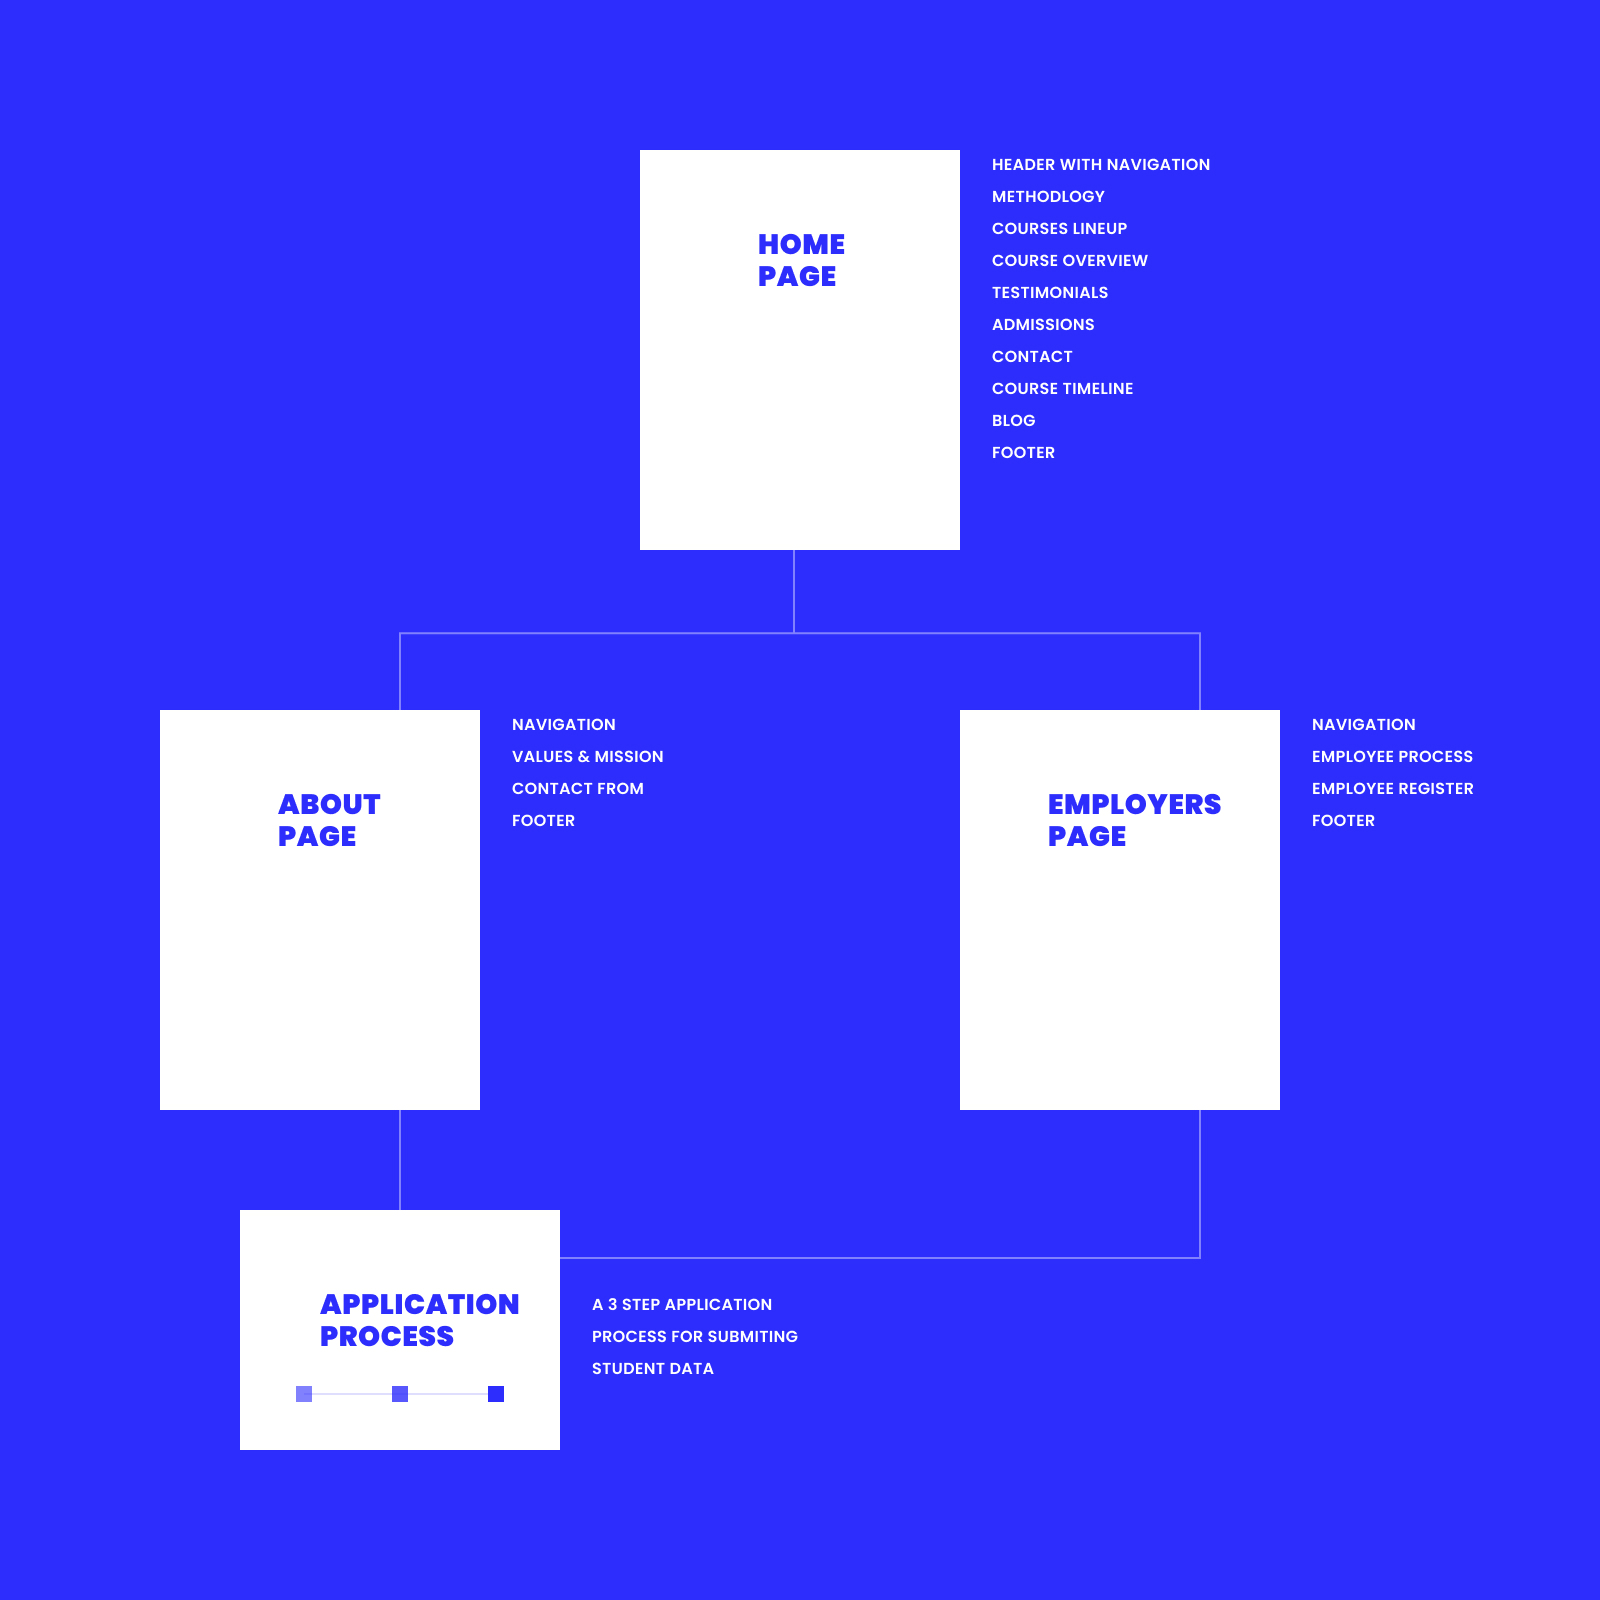 HOME
PAGE
HEADER WITH NAVIGATION
METHODLOGY
COURSES LINEUP
COURSE OVERVIEW
TESTIMONIALS
ADMISSIONS
CONTACT
COURSE TIMELINE
BLOG
FOOTER
ABOUT
PAGE
NAVIGATION
VALUES & MISSION
CONTACT FROM
FOOTER
EMPLOYERS
PAGE
NAVIGATION
EMPLOYEE PROCESS
EMPLOYEE REGISTER
FOOTER
APPLICATION
PROCESS
A 3 STEP APPLICATION
PROCESS FOR SUBMITING
STUDENT DATA